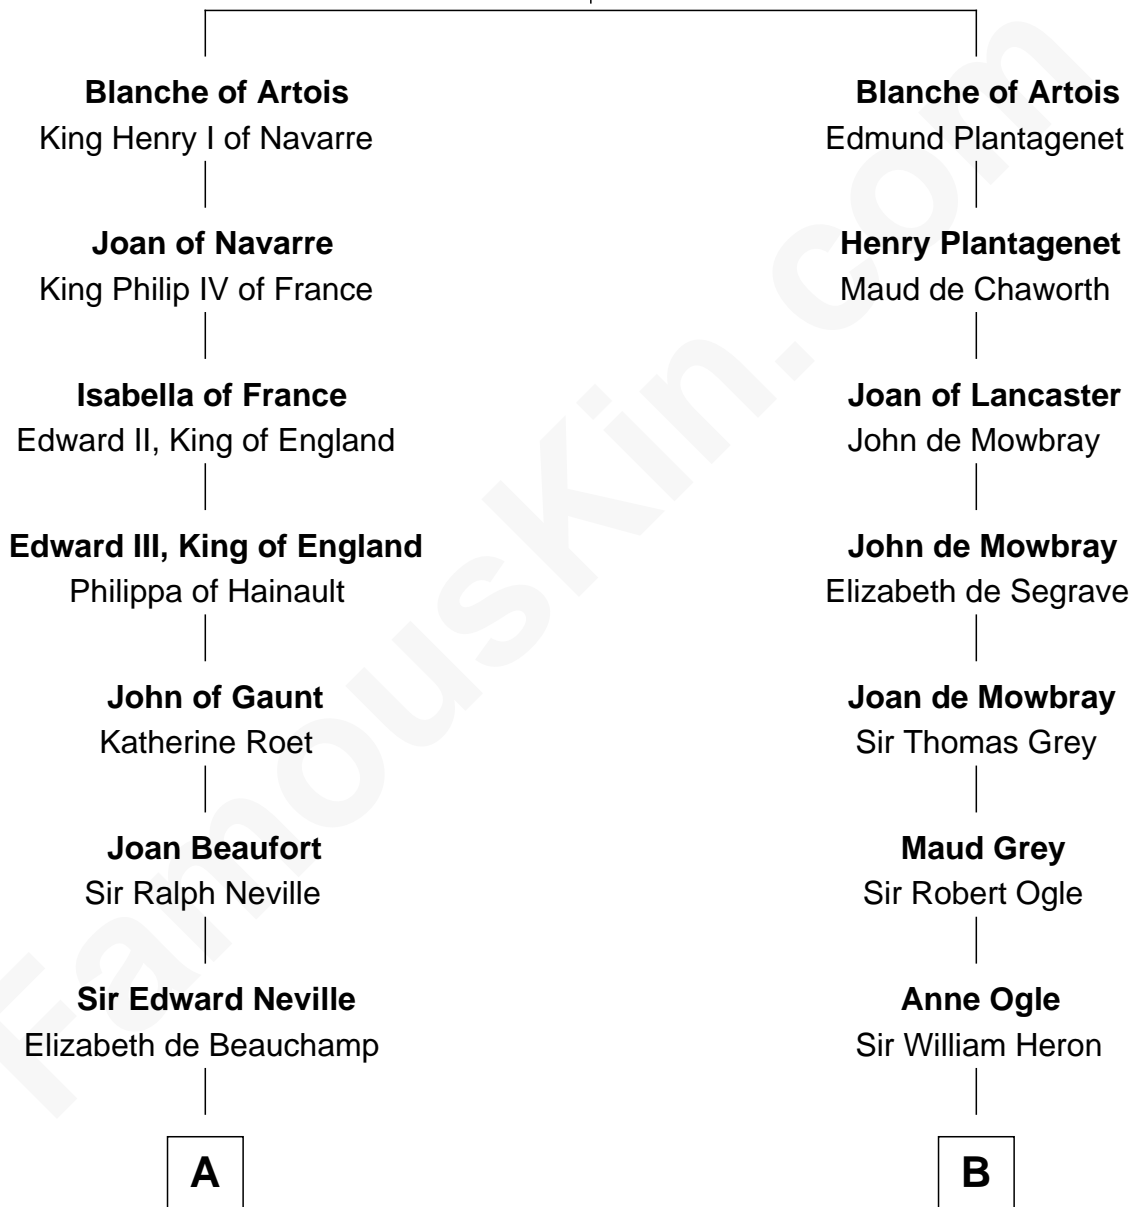 Blanche of Artois
King Henry I of Navarre
Joan of Navarre
King Philip IV of France
Isabella of France
Edward II, King of England
Edward III, King of England
Philippa of Hainault
John of Gaunt
Katherine Roet
Joan Beaufort
Sir Ralph Neville
Sir Edward Neville
Elizabeth de Beauchamp
A
Blanche of Artois
Edmund Plantagenet
Henry Plantagenet
Maud de Chaworth
Joan of Lancaster
John de Mowbray
John de Mowbray
Elizabeth de Segrave
Joan de Mowbray
Sir Thomas Grey
Maud Grey
Sir Robert Ogle
Anne Ogle
Sir William Heron
B
FamousKin.com